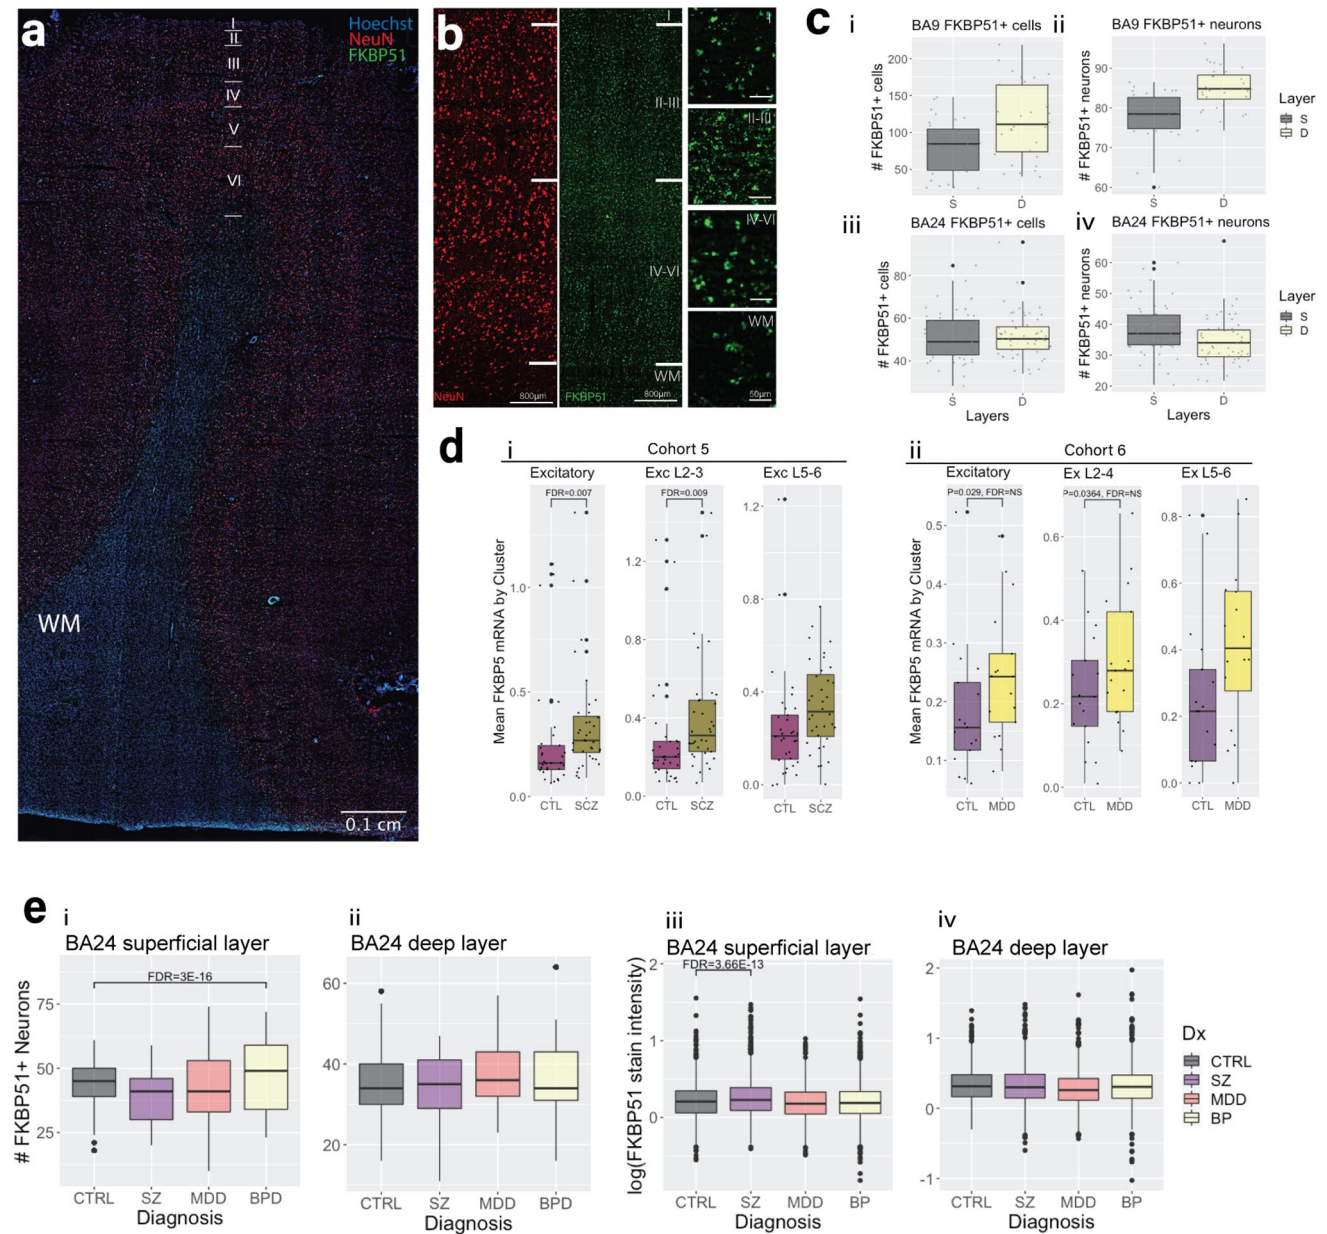 a
Hoechst
NeuN
FKBP51
I
II
III
IV
V
VI
WM
0.1 cm
b
I
II-III
IV-VI
WM
NeuN
800µm
FKBP51
800µm
I
II-III
IV-VI
WM
50µm
c
i
BA9 FKBP51+ cells
# FKBP51+ cells
200
150
100
50
S
D
ii
BA9 FKBP51+ neurons
# FKBP51+ neurons
90
80
70
60
S
D
Layer
S
D
iii
BA24 FKBP51+ cells
# FKBP51+ cells
80
60
40
S
D
Layers
iv
BA24 FKBP51+ neurons
# FKBP51+ neurons
60
50
40
30
20
S
D
Layers
Layer
S
D
d
i
Cohort 5
Excitatory
Exc L2-3
Exc L5-6
Mean FKBP5 mRNA by Cluster
FDR=0.007
1.0
0.5
0.0
CTL
SCZ
FDR=0.009
1.2
0.8
0.4
0.0
CTL
SCZ
1.2
0.8
0.4
0.0
CTL
SCZ
ii
Cohort 6
Excitatory
Ex L2-4
Ex L5-6
Mean FKBP5 mRNA by Cluster
P=0.029, FDR=NS
0.5
0.4
0.3
0.2
0.1
CTL
MDD
P=0.0364, FDR=NS
0.6
0.4
0.2
0.0
CTL
MDD
0.8
0.6
0.4
0.2
0.0
CTL
MDD
e
i
BA24 superficial layer
# FKBP51+ Neurons
FDR=3E-16
75
50
25
CTRL
SZ
MDD
BPD
Diagnosis
ii
BA24 deep layer
60
40
20
CTRL
SZ
MDD
BPD
Diagnosis
iii
BA24 superficial layer
log(FKBP51 stain intensity)
FDR=3.66E-13
2
1
0
CTRL
SZ
MDD
BP
Diagnosis
iv
BA24 deep layer
2
1
0
-1
CTRL
SZ
MDD
BP
Diagnosis
Dx
CTRL
SZ
MDD
BP